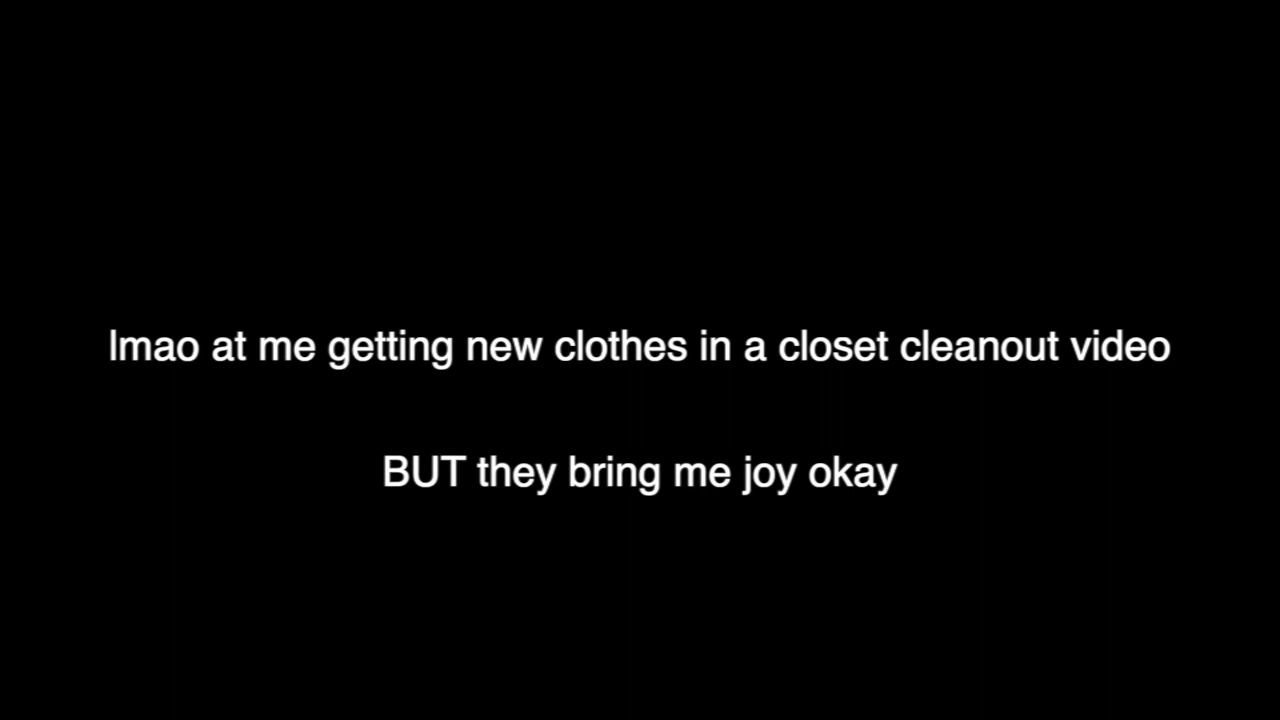 lmao at me getting new clothes in a closet cleanout video
BUT they bring me joy okay